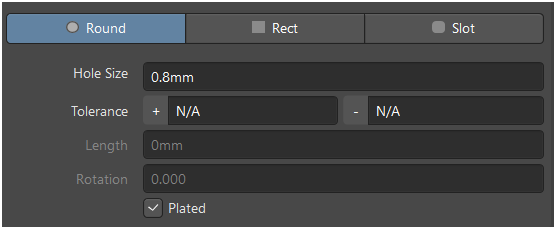 Round Rect Slot
Hole Size 0.8mm
Tolerance + N/A - N/A
Length 0mm
Rotation 0.000
Plated